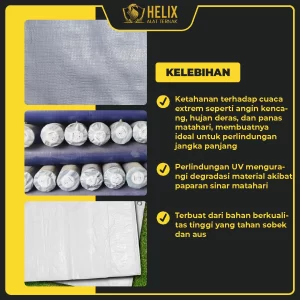 HELIX
ALAT TERNAK
KELEBIHAN
Ketahanan terhadap cuaca
extrem seperti angin kenca-
ng, hujan deras, dan panas
matahari, membuatnya
ideal untuk perlindungan
jangka panjang
Perlindungan UV mengura-
ngi degradasi material akibat
paparan sinar matahari
Terbuat dari bahan berkuali-
tas tinggi yang tahan sobek
dan aus